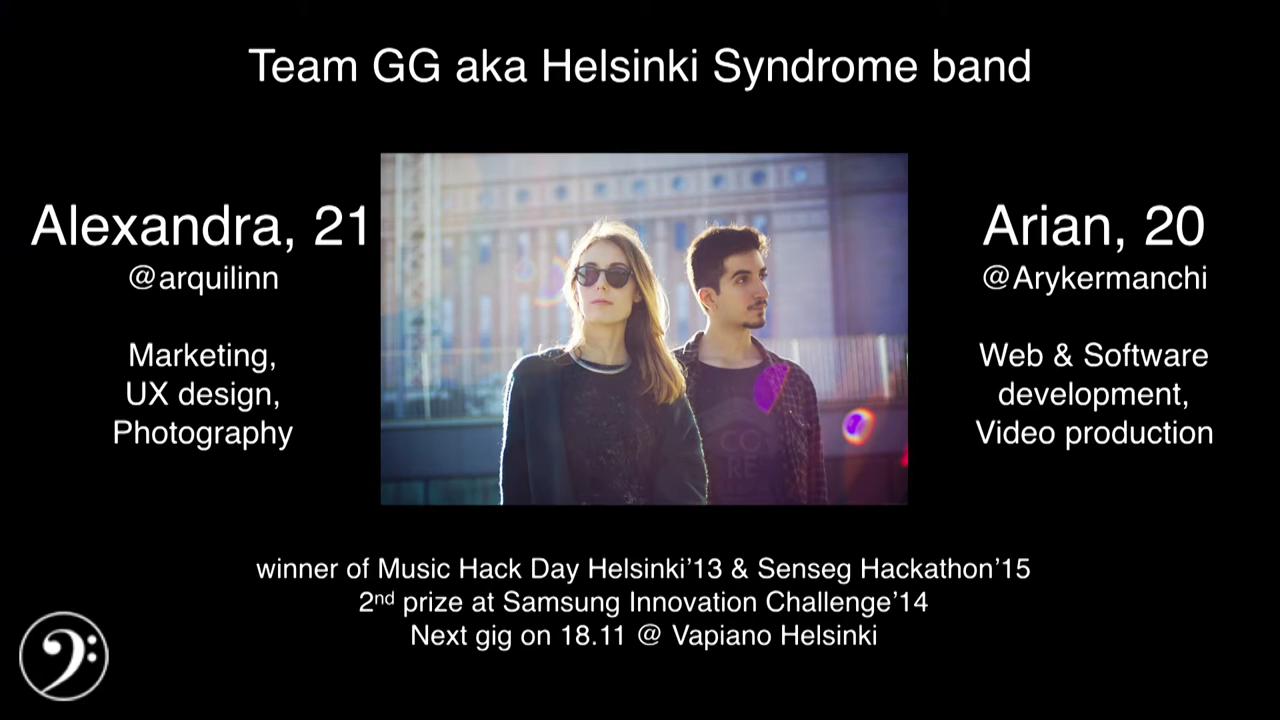 Team GG aka Helsinki Syndrome band
Alexandra, 21
@arquilinn
Marketing,
UX design,
Photography
CO
RE
Arian, 20
@Arykermanchi
Web & Software
development,
Video production
winner of Music Hack Day Helsinki’13 & Senseg Hackathon’15
2nd prize at Samsung Innovation Challenge’14
Next gig on 18.11 @ Vapiano Helsinki